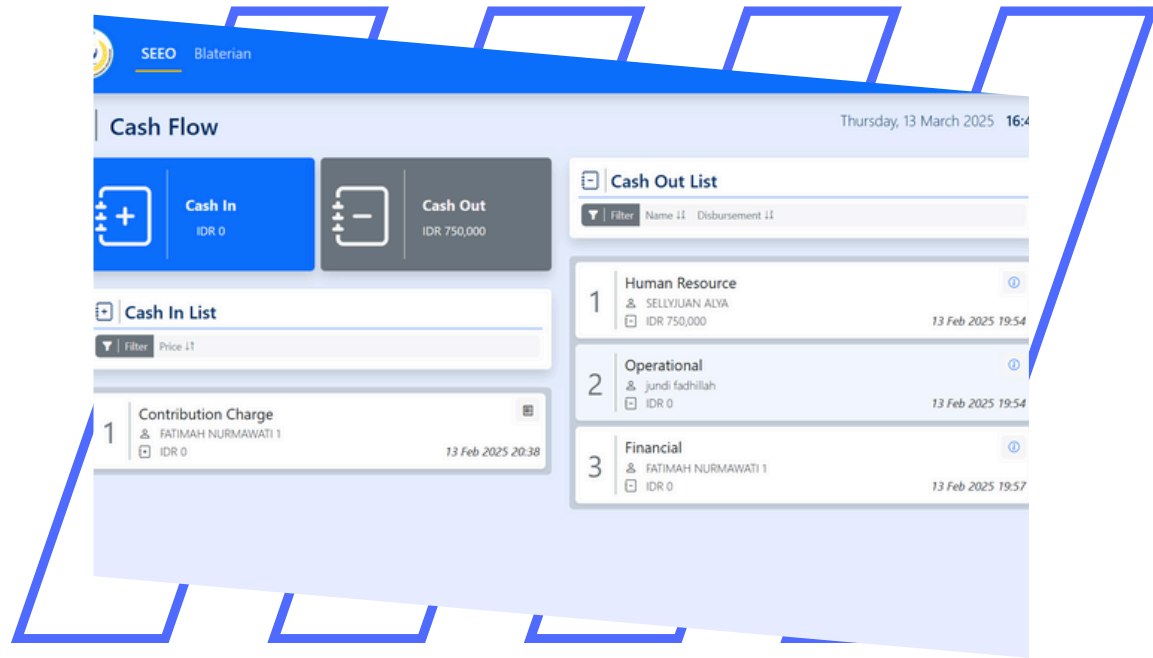 SEEO Blaterian
Cash Flow
Thursday, 13 March 2025 16:4
Cash In
IDR 0
Cash Out
IDR 750,000
Cash In List
Filter Price
1
Contribution Charge
FATIMAH NURMAWATI 1
IDR 0
13 Feb 2025 20:38
Cash Out List
Filter Name Disbursement
1
Human Resource
SELLYJUAN ALYA
IDR 750,000
13 Feb 2025 19:54
2
Operational
jundi fadhillah
IDR 0
13 Feb 2025 19:54
3
Financial
FATIMAH NURMAWATI 1
IDR 0
13 Feb 2025 19:57